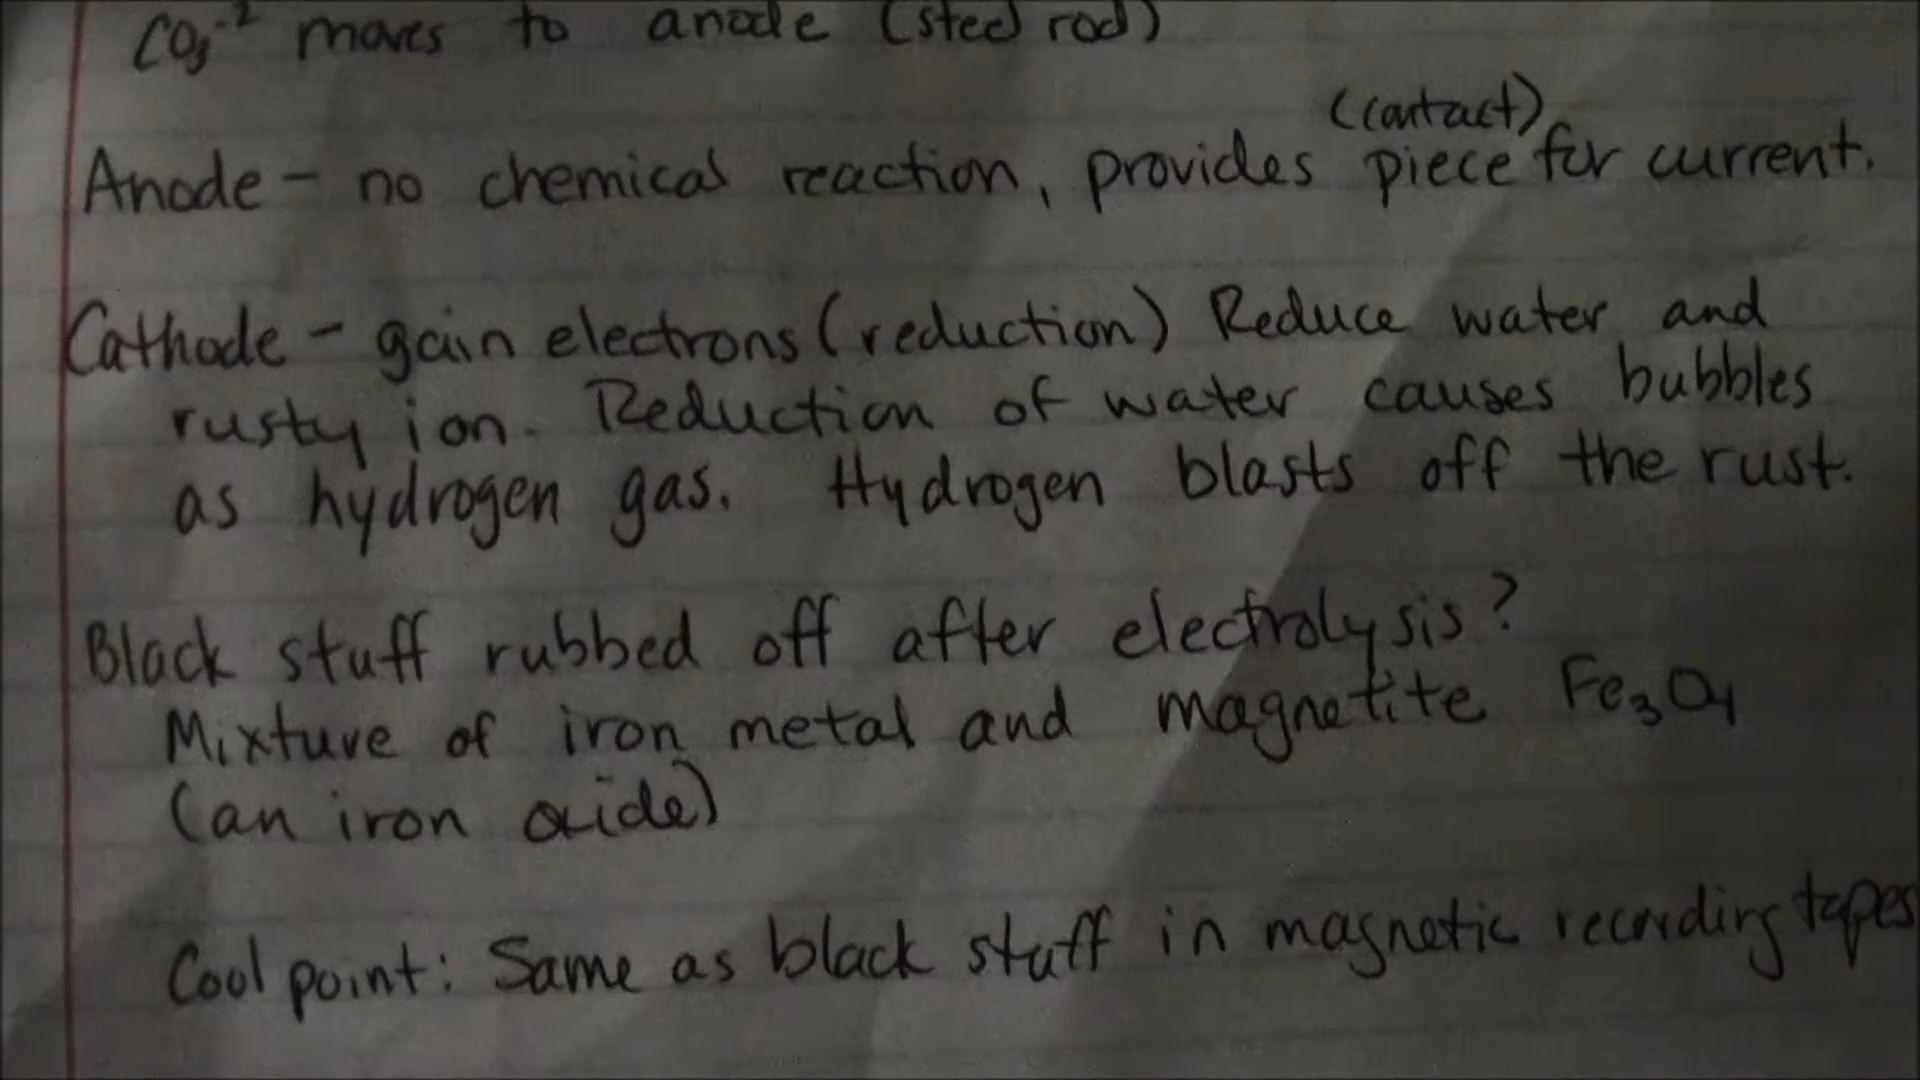 CO₃⁻² moves to anode (steel rod)
(contact)
Anode - no chemical reaction, provides piece for current.
Cathode - gain electrons (reduction) Reduce water and
rusty ion. Reduction of water causes bubbles
as hydrogen gas. Hydrogen blasts off the rust.
Black stuff rubbed off after electrolysis?
Mixture of iron metal and magnetite Fe₃O₄
(an iron oxide)
Cool point: Same as black stuff in magnetic recording tapes